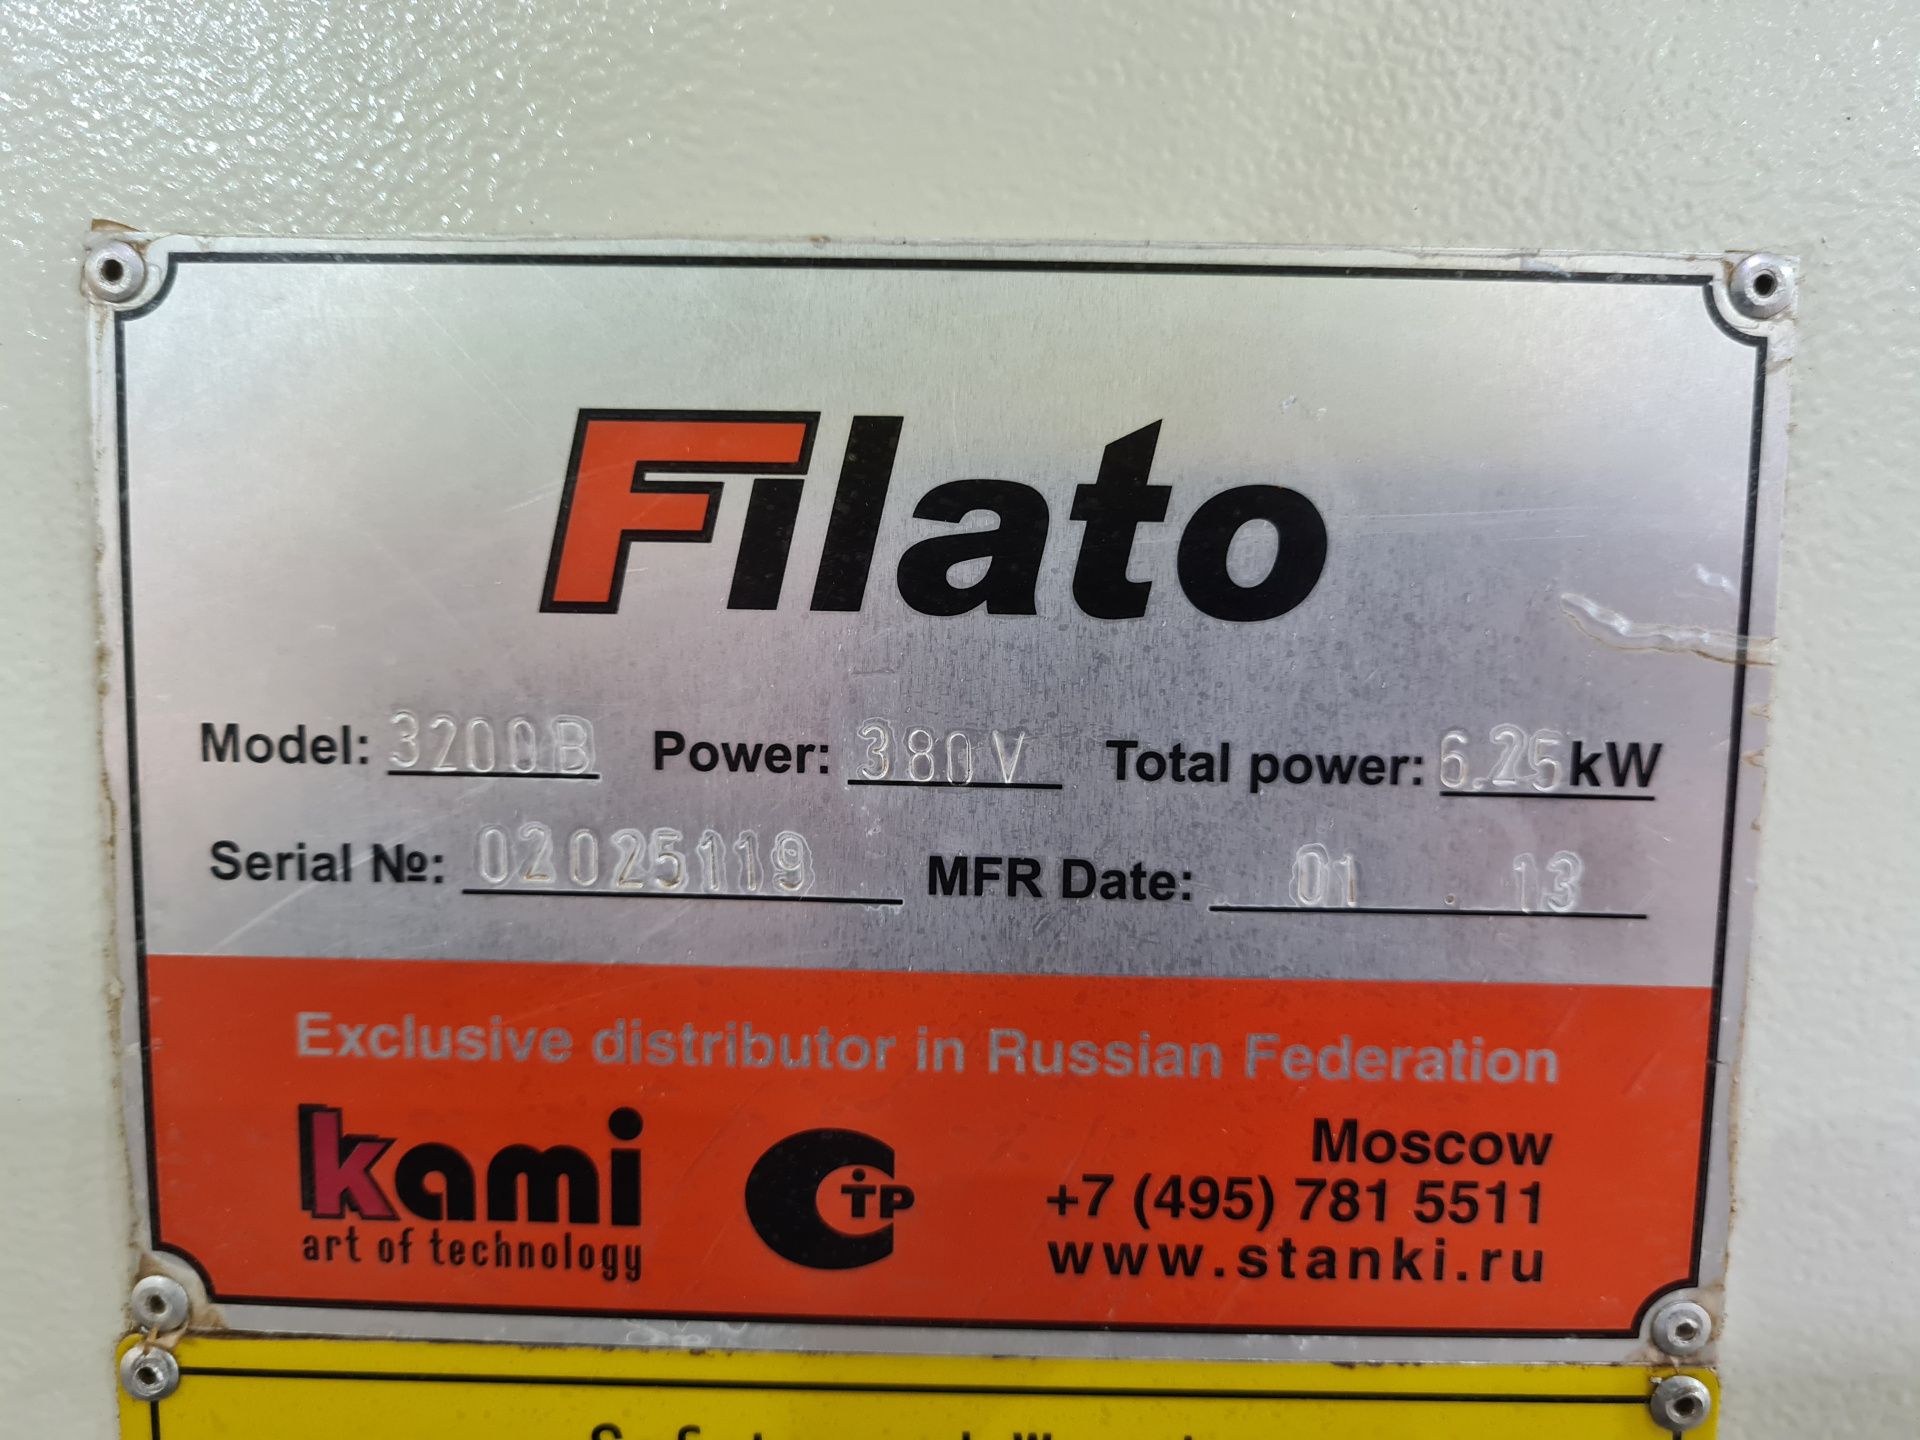 Filato
Model: 3200B Power: 380V Total power: 6.25kW
Serial №: 02025119 MFR Date: 01 . 13
Exclusive distributor in Russian Federation
kami
art of technology
СТР
Moscow
+7 (495) 781 5511
www.stanki.ru